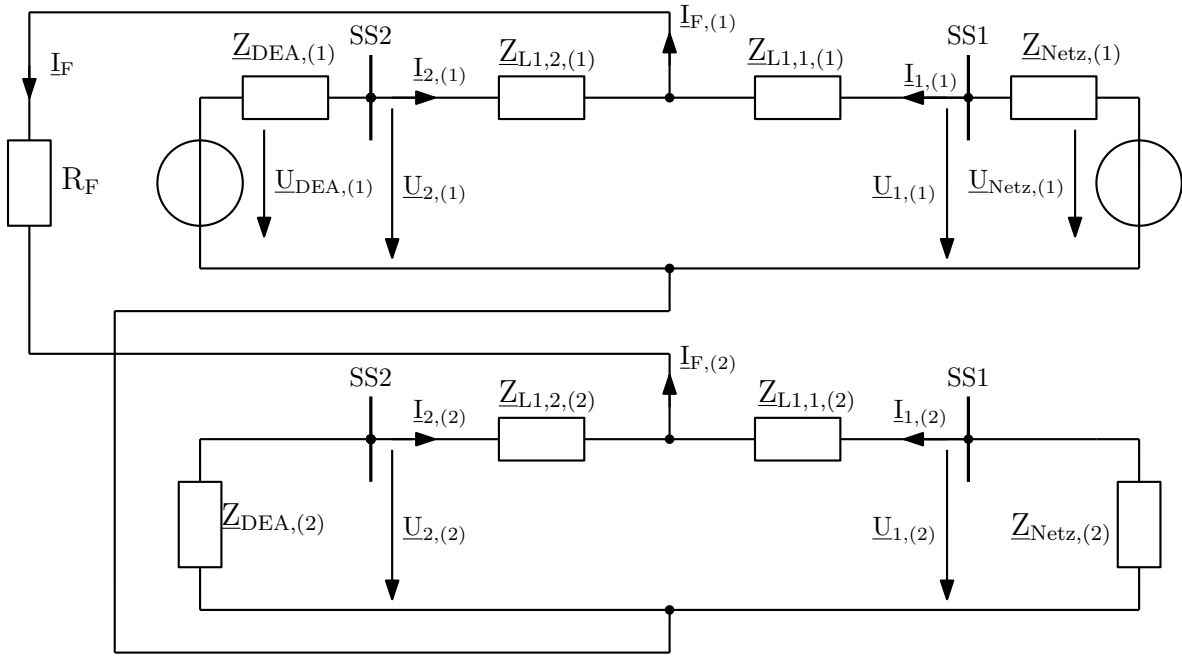 I_F,(1)
Z_DEA,(1)
SS2
Z_L1,2,(1)
Z_L1,1,(1)
SS1
Z_Netz,(1)
I_F
I_2,(1)
I_1,(1)
R_F
U_DEA,(1)
U_2,(1)
U_1,(1)
U_Netz,(1)
I_F,(2)
SS2
Z_L1,2,(2)
Z_L1,1,(2)
SS1
I_2,(2)
I_1,(2)
Z_DEA,(2)
U_2,(2)
U_1,(2)
Z_Netz,(2)